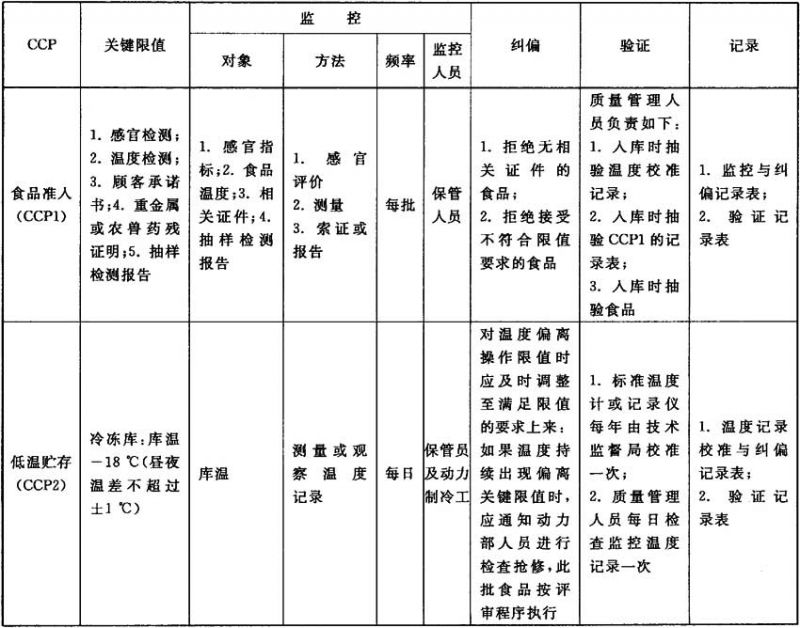 CCP
关键限值
监 控
对象
方法
频率
监控
人员
纠偏
验证
记录
食品准人
(CCP1)
1. 感官检测;
2. 温度检测;
3. 顾客承诺
书;4. 重金属
或农兽药残
证明;5. 抽样
检测报告
1. 感官指
标;2. 食品
温度;3. 相
关证件;4.
抽样检测
报告
1. 感官
评价
2. 测量
3. 索证或
报告
每批
保管
人员
1. 拒绝无相
关证件的
食品;
2. 拒绝接受
不符合限值
要求的食品
质量管理人
员负责如下:
1. 入库时抽
验温度校准
记录;
2. 入库时抽
验CCP1的记
录表;
3. 入库时抽
验食品
1. 监控与纠
偏记录表;
2. 验证记
录表
低温贮存
(CCP2)
冷冻库:库温
－18 ℃(昼夜
温差不超过
±1 ℃)
库温
测量或观
察温度
记录
每日
保管员
及动力
制冷工
对温度偏离
操作限值时
应及时调整
至满足限值
的要求上来:
如果温度持
续出现偏离
关键限值时,
应通知动力
部人员进行
检查抢修,此
批食品按评
审程序执行
1. 标准温度
计或记录仪
每年由技术
监督局校准
一次;
2. 质量管理
人员每日检
查监控温度
记录一次
1. 温度记录
校准与纠偏
记录表;
2. 验证记
录表